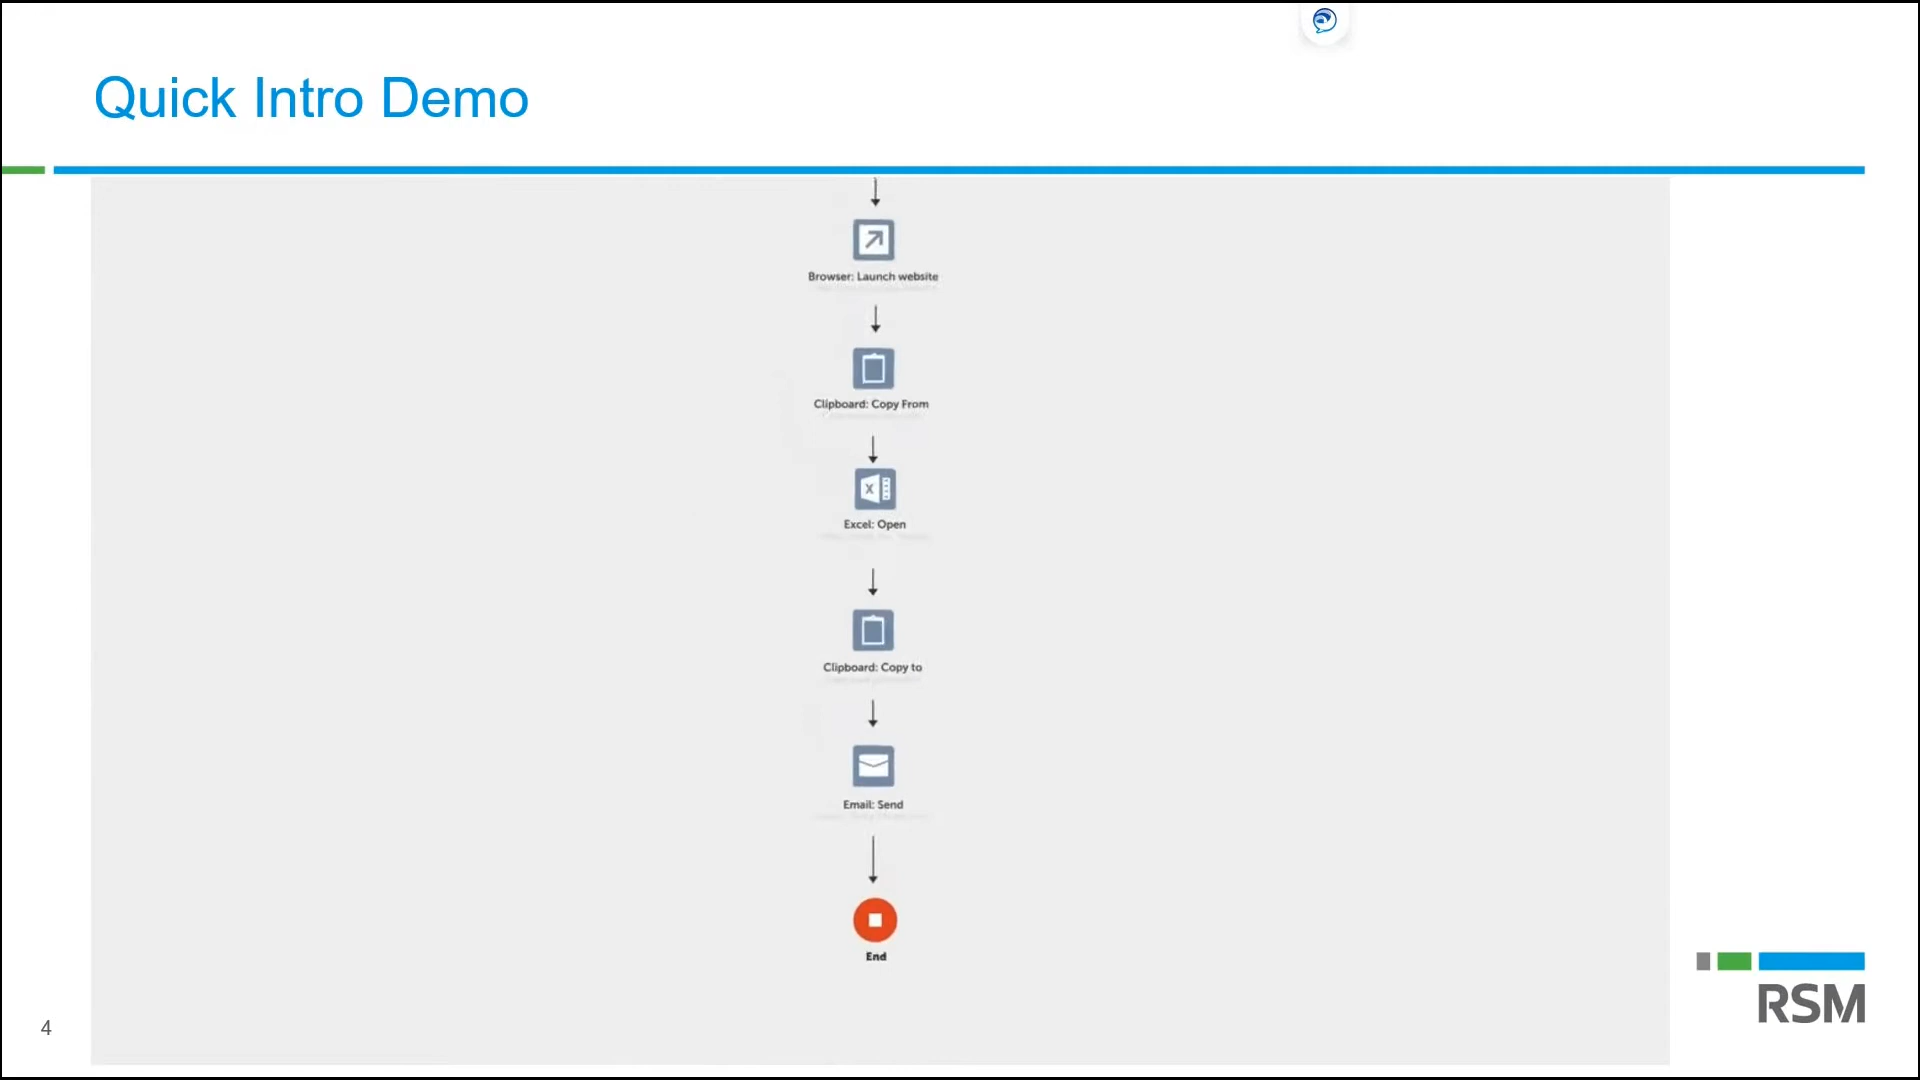 Quick Intro Demo
Browser: Launch website
Clipboard: Copy From
Excel: Open
Clipboard: Copy to
Email: Send
End
4
RSM